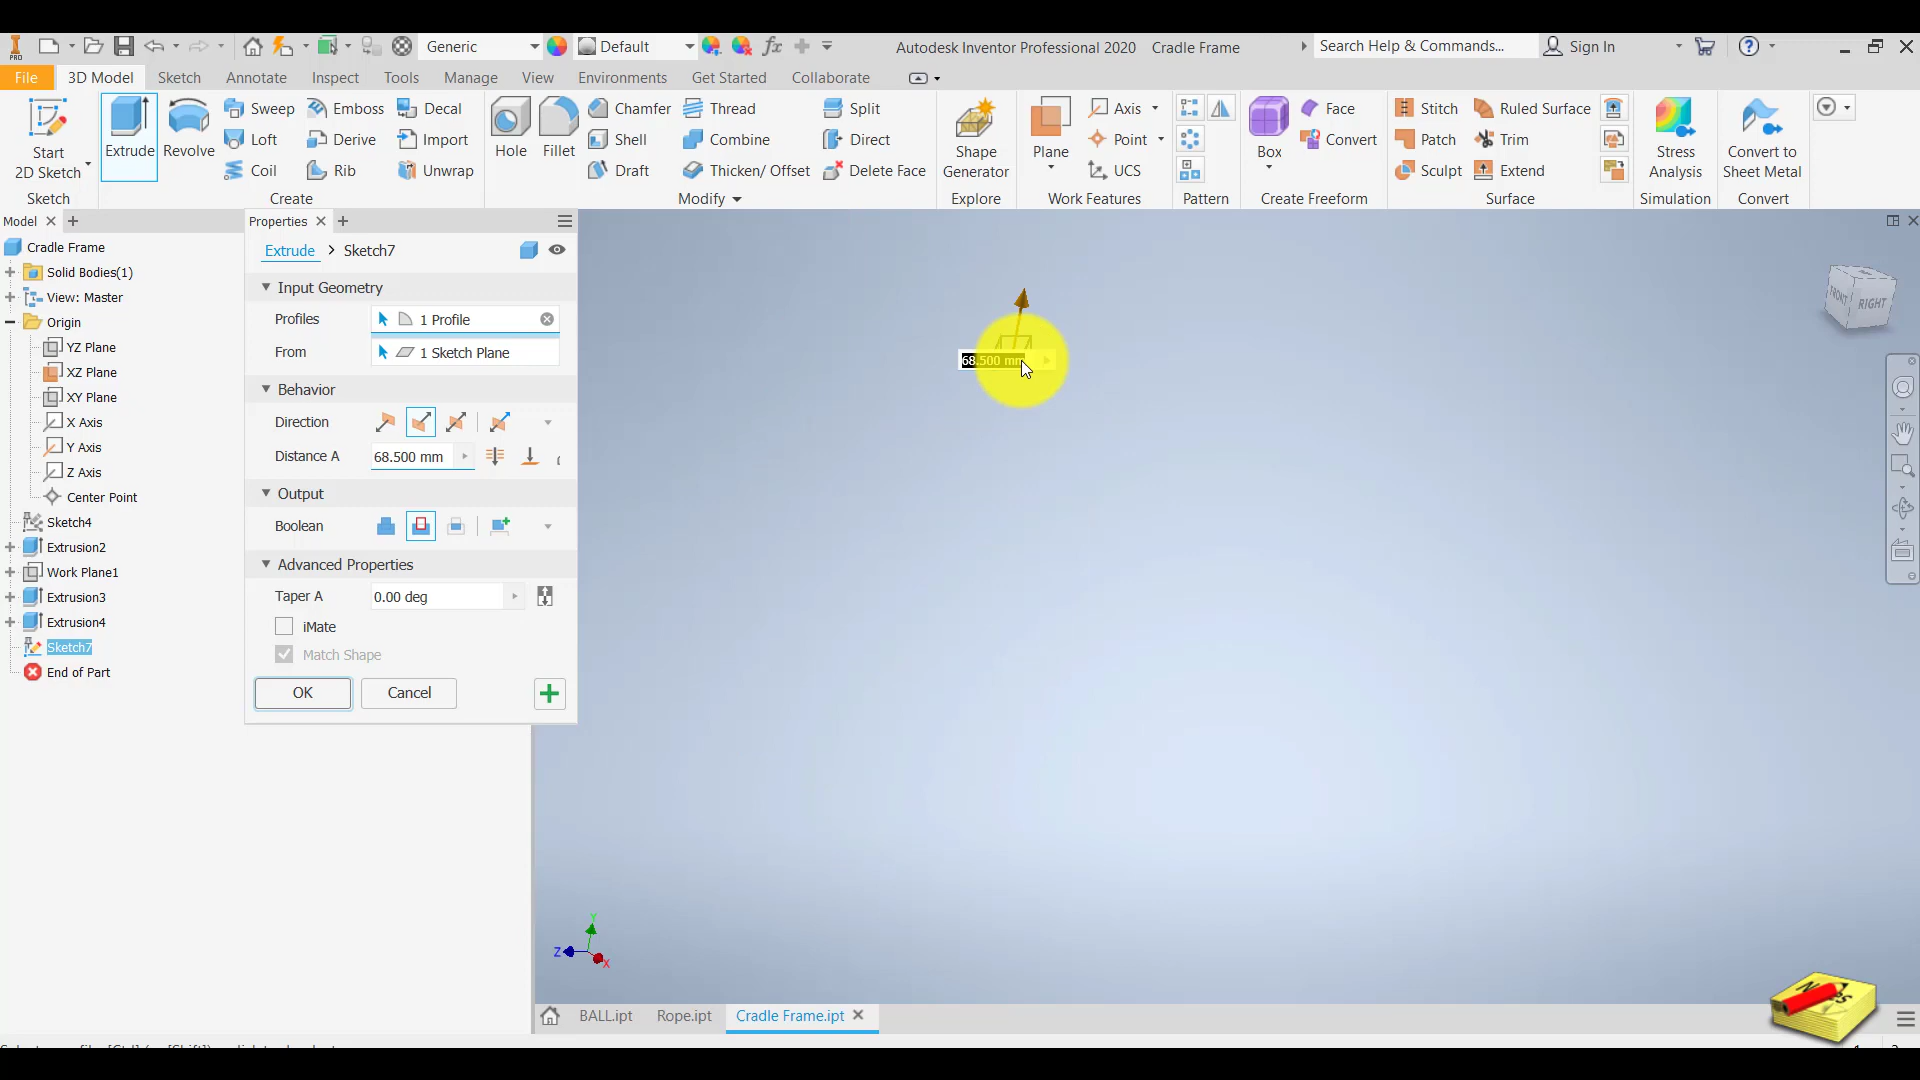 PRO
Generic
Default
Autodesk Inventor Professional 2020 Cradle Frame
Search Help & Commands...
Sign In
File 3D Model Sketch Annotate Inspect Tools Manage View Environments Get Started Collaborate
Start
2D Sketch
Extrude
Revolve
Sweep
Loft
Coil
Emboss
Derive
Rib
Decal
Import
Unwrap
Hole
Fillet
Chamfer
Shell
Draft
Thread
Combine
Thicken/ Offset
Split
Direct
Delete Face
Shape
Generator
Plane
Axis
Point
UCS
Box
Face
Convert
Stitch
Patch
Sculpt
Ruled Surface
Trim
Extend
Stress
Analysis
Convert to
Sheet Metal
Sketch Create Modify Explore Work Features Pattern Create Freeform Surface Simulation Convert
Model
Cradle Frame
Solid Bodies(1)
View: Master
Origin
YZ Plane
XZ Plane
XY Plane
X Axis
Y Axis
Z Axis
Center Point
Sketch4
Extrusion2
Work Plane1
Extrusion3
Extrusion4
Sketch7
End of Part
Properties
Extrude > Sketch7
Input Geometry
Profiles 1 Profile
From 1 Sketch Plane
Behavior
Direction
Distance A 68.500 mm
Output
Boolean
Advanced Properties
Taper A 0.00 deg
iMate
Match Shape
OK Cancel
68.500 mm
FRONT RIGHT
Y
Z
X
BALL.ipt Rope.ipt Cradle Frame.ipt